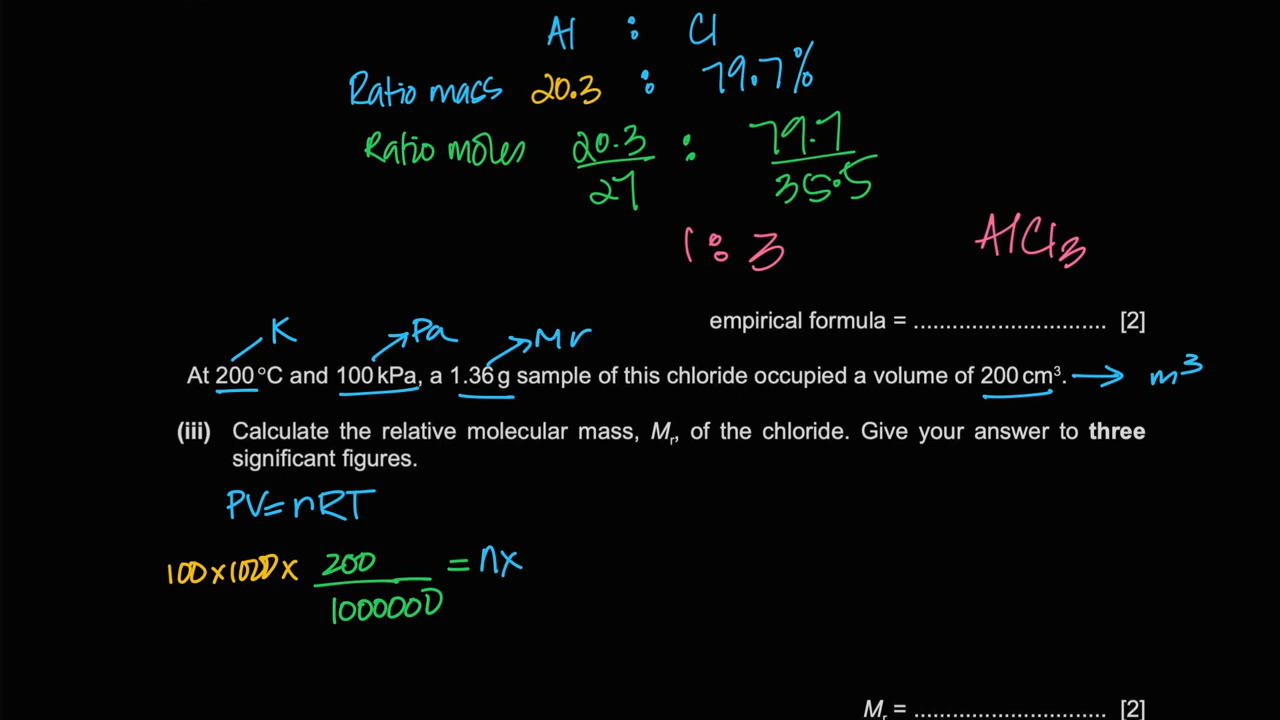 Al : Cl
Ratio mass 20.3 : 79.7%
Ratio moles 20.3/27 : 79.7/35.5
1 : 3 AlCl₃
empirical formula = .............................. [2]
K Pa Mr
At 200 °C and 100 kPa, a 1.36 g sample of this chloride occupied a volume of 200 cm³. → m³
(iii) Calculate the relative molecular mass, Mᵣ, of the chloride. Give your answer to three
significant figures.
PV = nRT
100 x 1000 x 200/1000000 = nx
Mᵣ = .............................. [2]